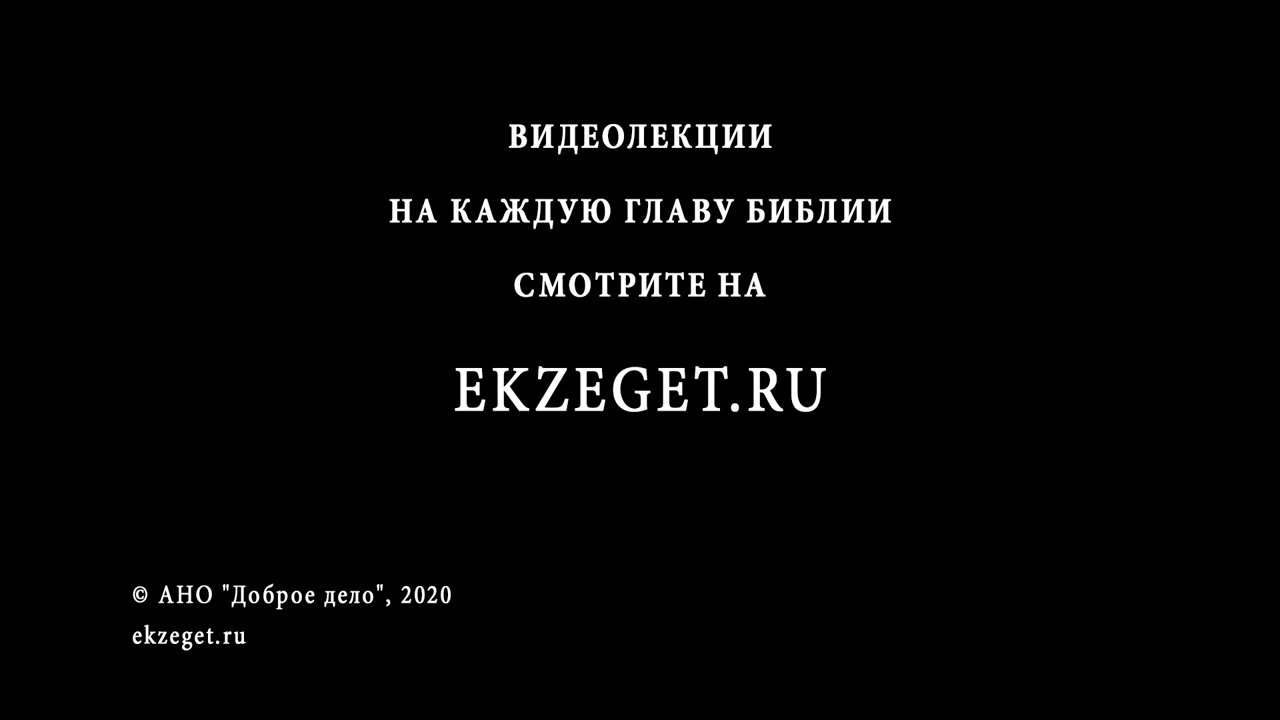 ВИДЕОЛЕКЦИИ
НА КАЖДУЮ ГЛАВУ БИБЛИИ
СМОТРИТЕ НА
EKZEGET.RU
© АНО "Доброе дело", 2020
ekzeget.ru